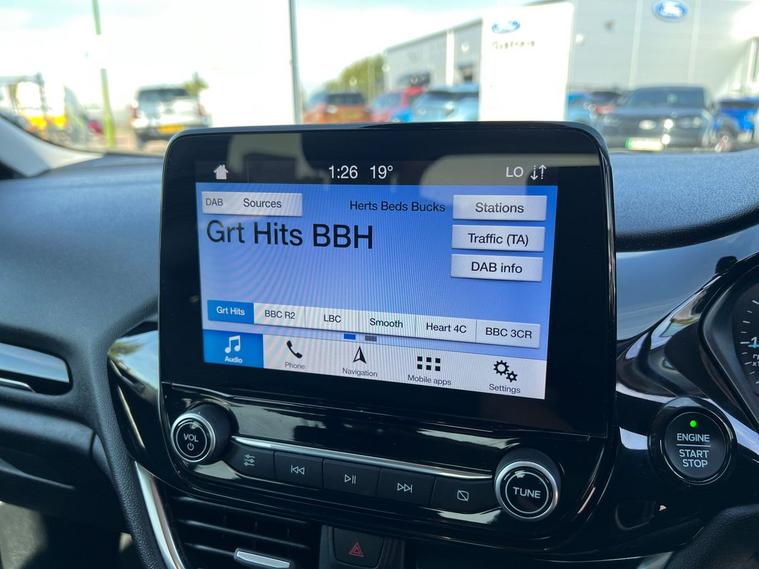 Ford
Ford
1:26 19° LO
DAB Sources
Herts Beds Bucks
Stations
Grt Hits BBH
Traffic (TA)
DAB info
Grt Hits BBC R2 LBC Smooth Heart 4C BBC 3CR
Audio Phone Navigation Mobile apps Settings
VOL
TUNE
ENGINE
START
STOP